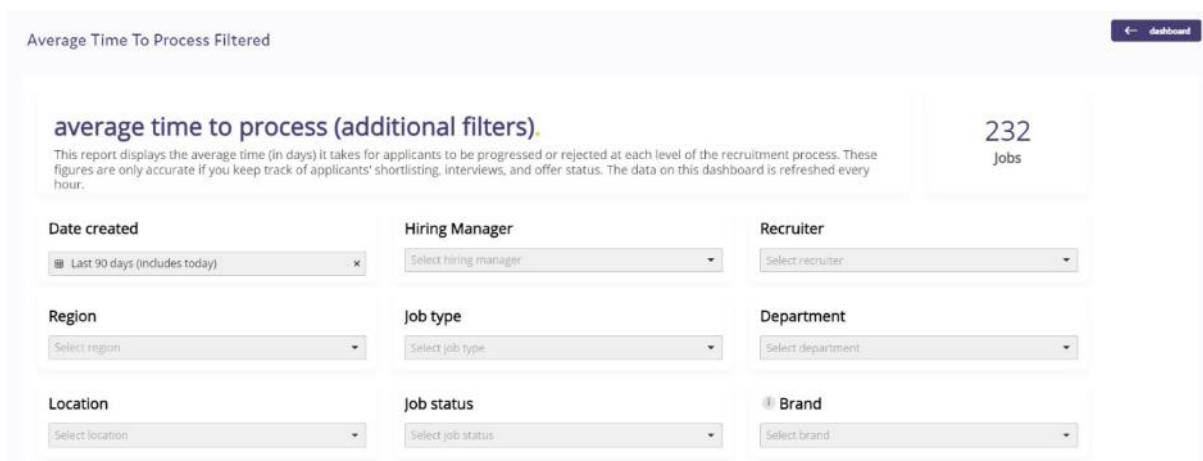 Average Time To Process Filtered
← dashboard
average time to process (additional filters).
This report displays the average time (in days) it takes for applicants to be progressed or rejected at each level of the recruitment process. These
figures are only accurate if you keep track of applicants' shortlisting, interviews, and offer status. The data on this dashboard is refreshed every
hour.
232
Jobs
Date created
Last 90 days (includes today) ×
Hiring Manager
Select hiring manager
Recruiter
Select recruiter
Region
Select region
Job type
Select job type
Department
Select department
Location
Select location
Job status
Select job status
Brand
Select brand